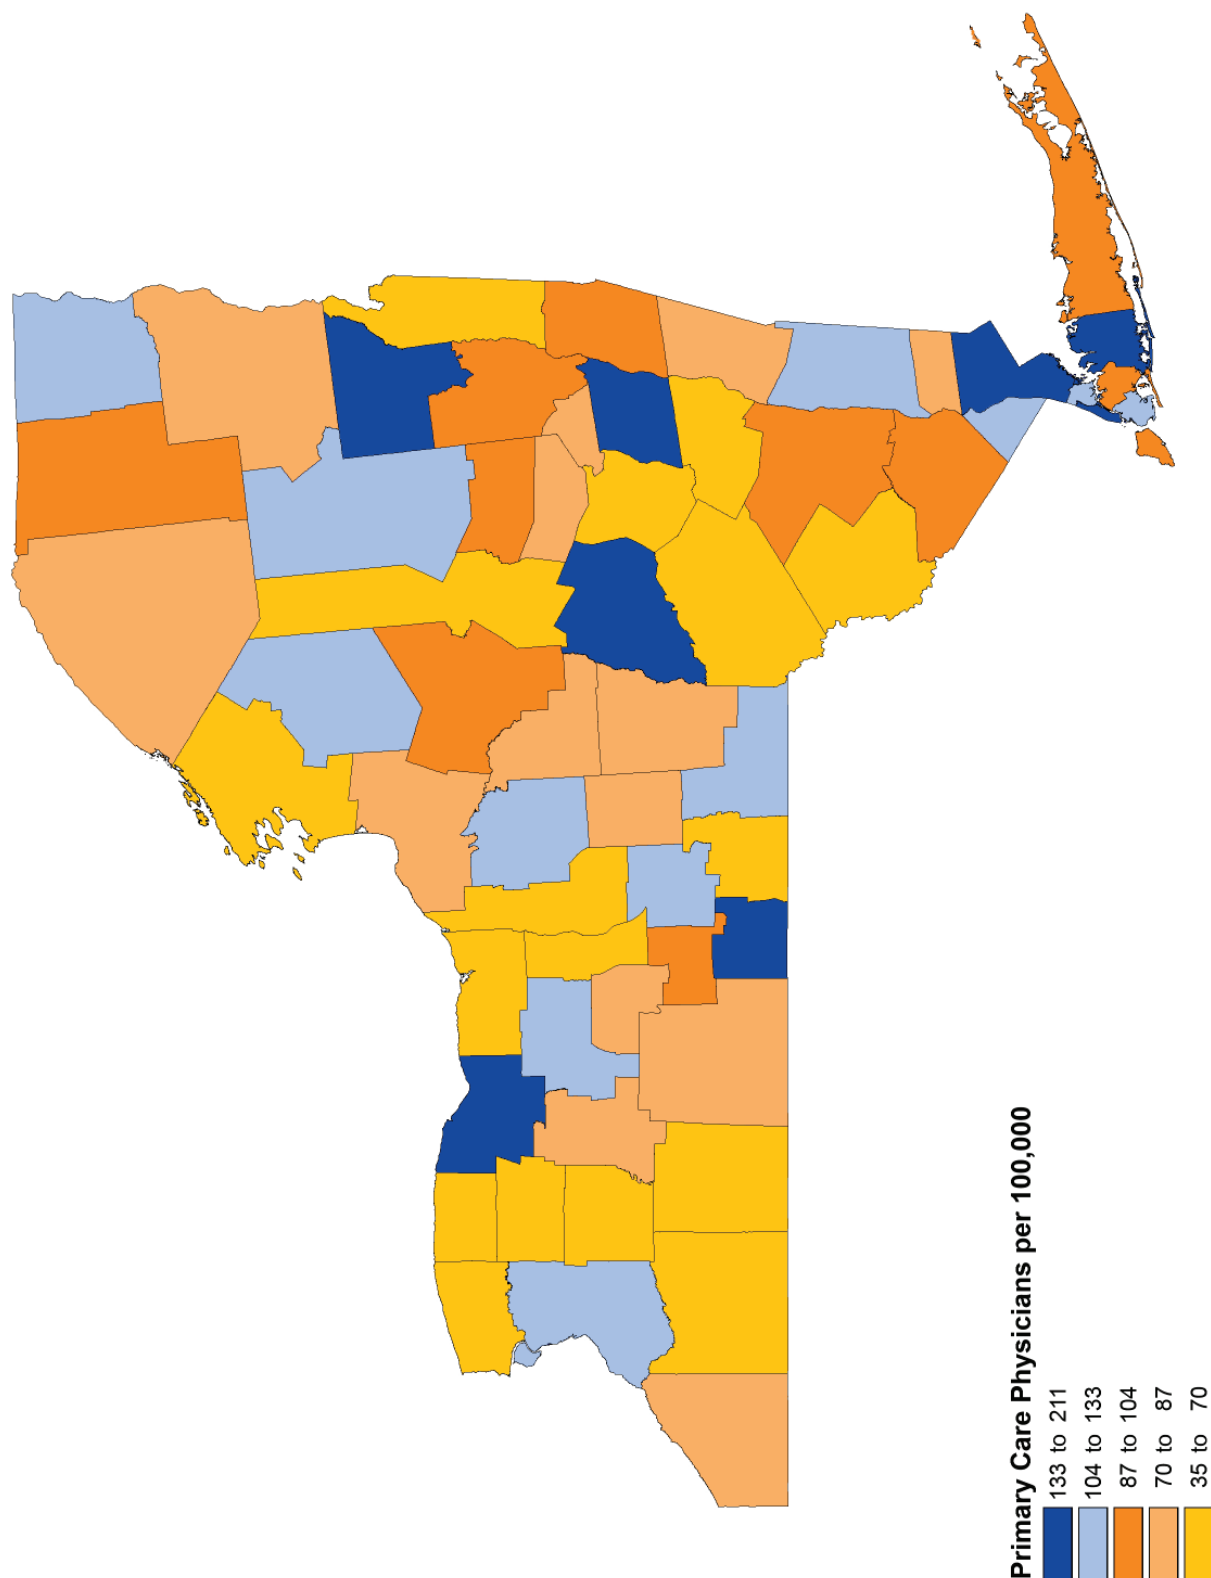 Primary Care Physicians per 100,000
133 to 211
104 to 133
87 to 104
70 to 87
35 to 70